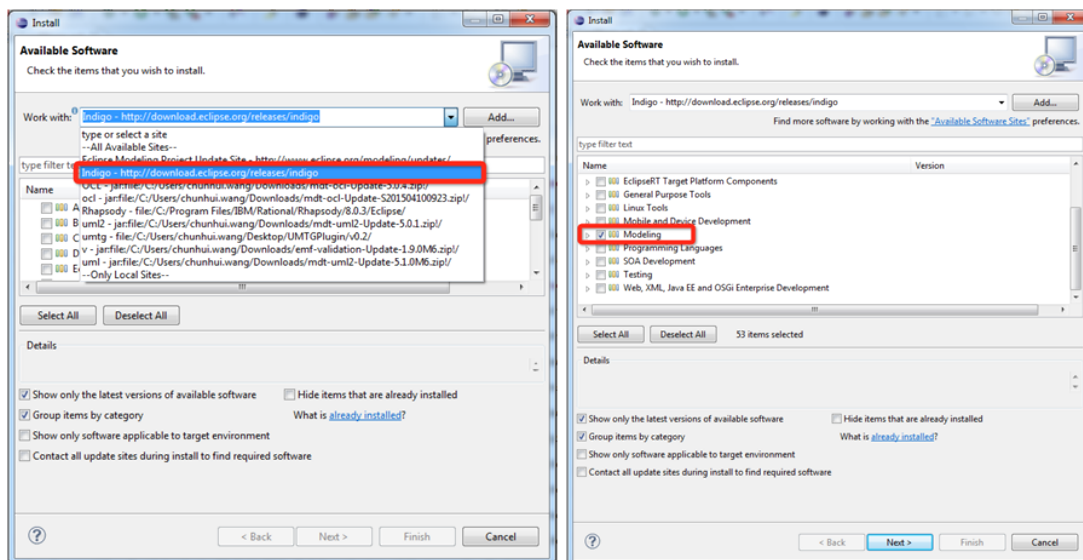 Install
Available Software
Check the items that you wish to install.
Work with: Indigo - http://download.eclipse.org/releases/indigo
Add...
type or select a site
--All Available Sites--
preferences.
Eclipse Modeling Project Update Site - http://www.eclipse.org/modeling/updates/
type filter text
Indigo - http://download.eclipse.org/releases/indigo
OCL - jar:file:/C:/Users/chunhui.wang/Downloads/mdt-ocl-Update-5.0.4.zip!/
Name
ocl - jar:file:/C:/Users/chunhui.wang/Downloads/mdt-ocl-Update-S201504100923.zip!/
A
Rhapsody - file:/C:/Program Files/IBM/Rational/Rhapsody/8.0.3/Eclipse/
B
uml2 - jar:file:/C:/Users/chunhui.wang/Downloads/mdt-uml2-Update-5.0.1.zip!/
C
umtg - file:/C:/Users/chunhui.wang/Desktop/UMTGPlugin/v0.2/
D
v - jar:file:/C:/Users/chunhui.wang/Downloads/emf-validation-Update-1.9.0M6.zip!/
E
uml - jar:file:/C:/Users/chunhui.wang/Downloads/mdt-uml2-Update-5.1.0M6.zip!/
--Only Local Sites--
Select All
Deselect All
Details
Show only the latest versions of available software
Hide items that are already installed
Group items by category
What is already installed?
Show only software applicable to target environment
Contact all update sites during install to find required software
?
< Back
Next >
Finish
Cancel
Install
Available Software
Check the items that you wish to install.
Work with: Indigo - http://download.eclipse.org/releases/indigo
Add...
Find more software by working with the "Available Software Sites" preferences.
type filter text
Name
Version
EclipseRT Target Platform Components
General Purpose Tools
Linux Tools
Mobile and Device Development
Modeling
Programming Languages
SOA Development
Testing
Web, XML, Java EE and OSGi Enterprise Development
Select All
Deselect All
53 items selected
Details
Show only the latest versions of available software
Hide items that are already installed
Group items by category
What is already installed?
Show only software applicable to target environment
Contact all update sites during install to find required software
?
< Back
Next >
Finish
Cancel